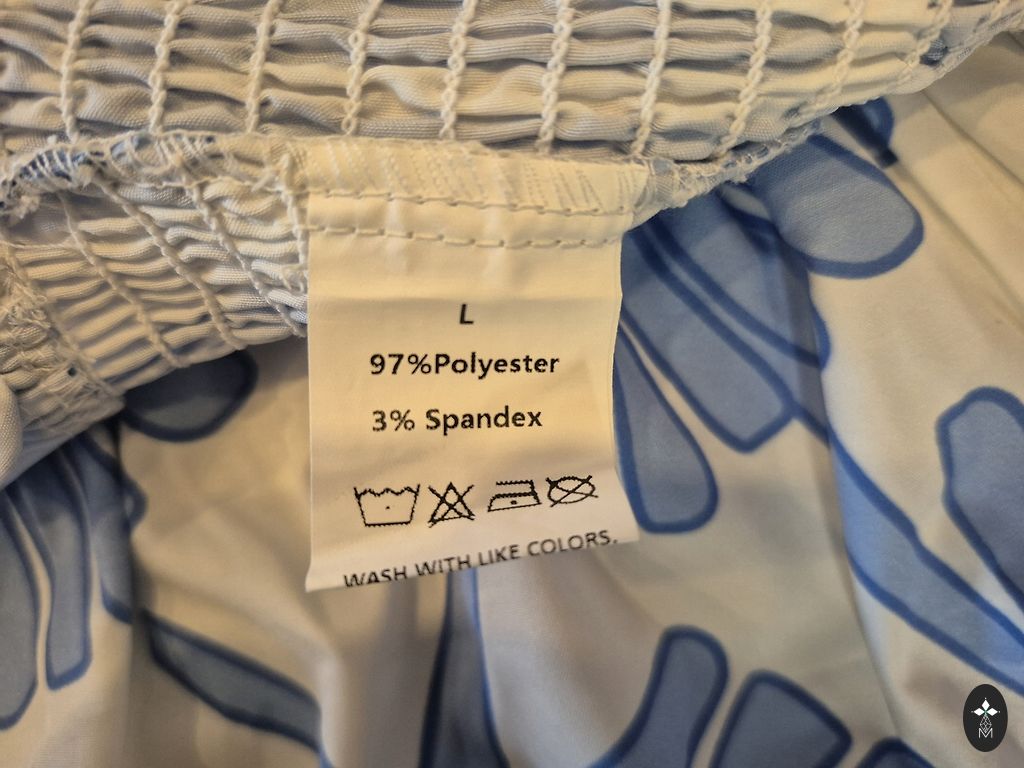 L
97%Polyester
3% Spandex
WASH WITH LIKE COLORS.
M